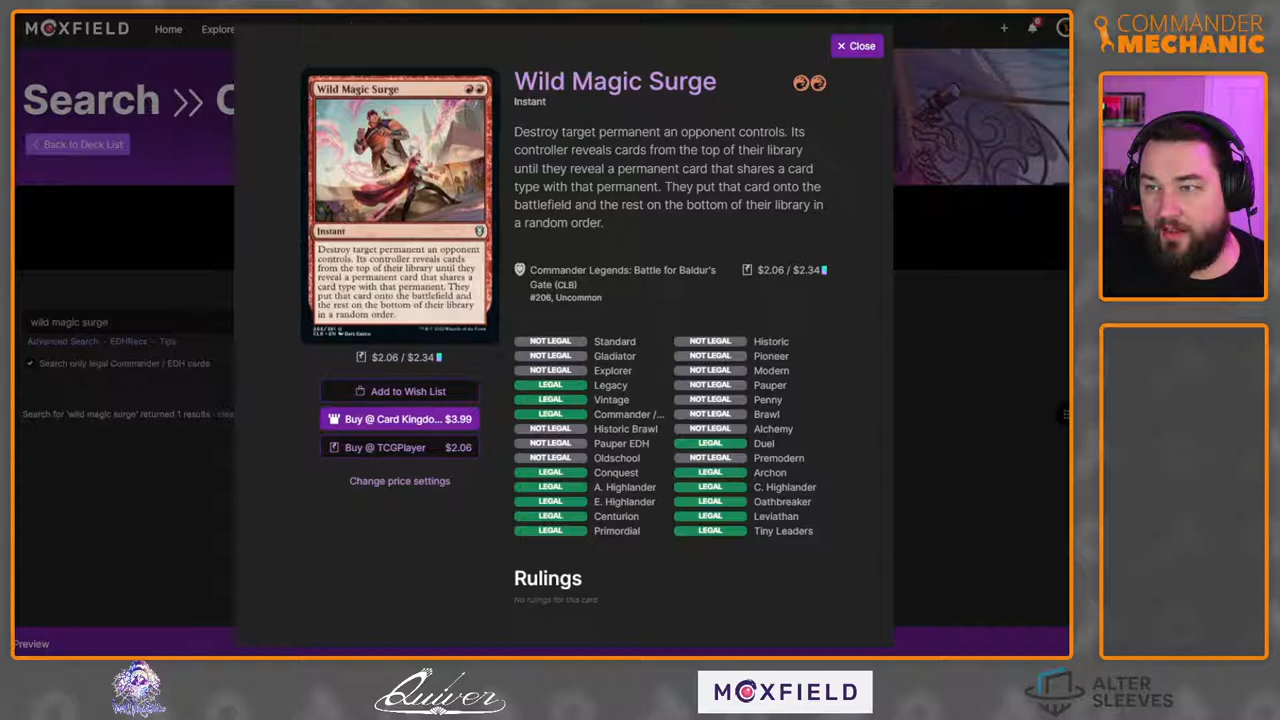 MOXFIELD
Home
Explore
Search >> C
Back to Deck List
wild magic surge
Advanced Search - EDHRecs - Tips
Search only legal Commander / EDH cards
Search for 'wild magic surge' returned 1 results -
Preview
Wild Magic Surge
Instant
Destroy target permanent an opponent
controls. Its controller reveals cards
from the top of their library until they
reveal a permanent card that shares a
card type with that permanent. They
put that card onto the battlefield and
the rest on the bottom of their library
in a random order.
$2.06 / $2.34
Add to Wish List
Buy @ Card Kingdo... $3.99
Buy @ TCGPlayer $2.06
Change price settings
× Close
Wild Magic Surge
Instant
Destroy target permanent an opponent controls. Its
controller reveals cards from the top of their library
until they reveal a permanent card that shares a card
type with that permanent. They put that card onto the
battlefield and the rest on the bottom of their library in
a random order.
Commander Legends: Battle for Baldur's
Gate (CLB)
#206, Uncommon
$2.06 / $2.34
NOT LEGAL Standard NOT LEGAL Historic
NOT LEGAL Gladiator NOT LEGAL Pioneer
NOT LEGAL Explorer NOT LEGAL Modern
LEGAL Legacy NOT LEGAL Pauper
LEGAL Vintage NOT LEGAL Penny
LEGAL Commander /... NOT LEGAL Brawl
NOT LEGAL Historic Brawl NOT LEGAL Alchemy
NOT LEGAL Pauper EDH LEGAL Duel
NOT LEGAL Oldschool NOT LEGAL Premodern
LEGAL Conquest LEGAL Archon
LEGAL A. Highlander LEGAL C. Highlander
LEGAL E. Highlander LEGAL Oathbreaker
LEGAL Centurion LEGAL Leviathan
LEGAL Primordial LEGAL Tiny Leaders
Rulings
No rulings for this card
COMMANDER
MECHANIC
Quiver
MOXFIELD
ALTER
SLEEVES